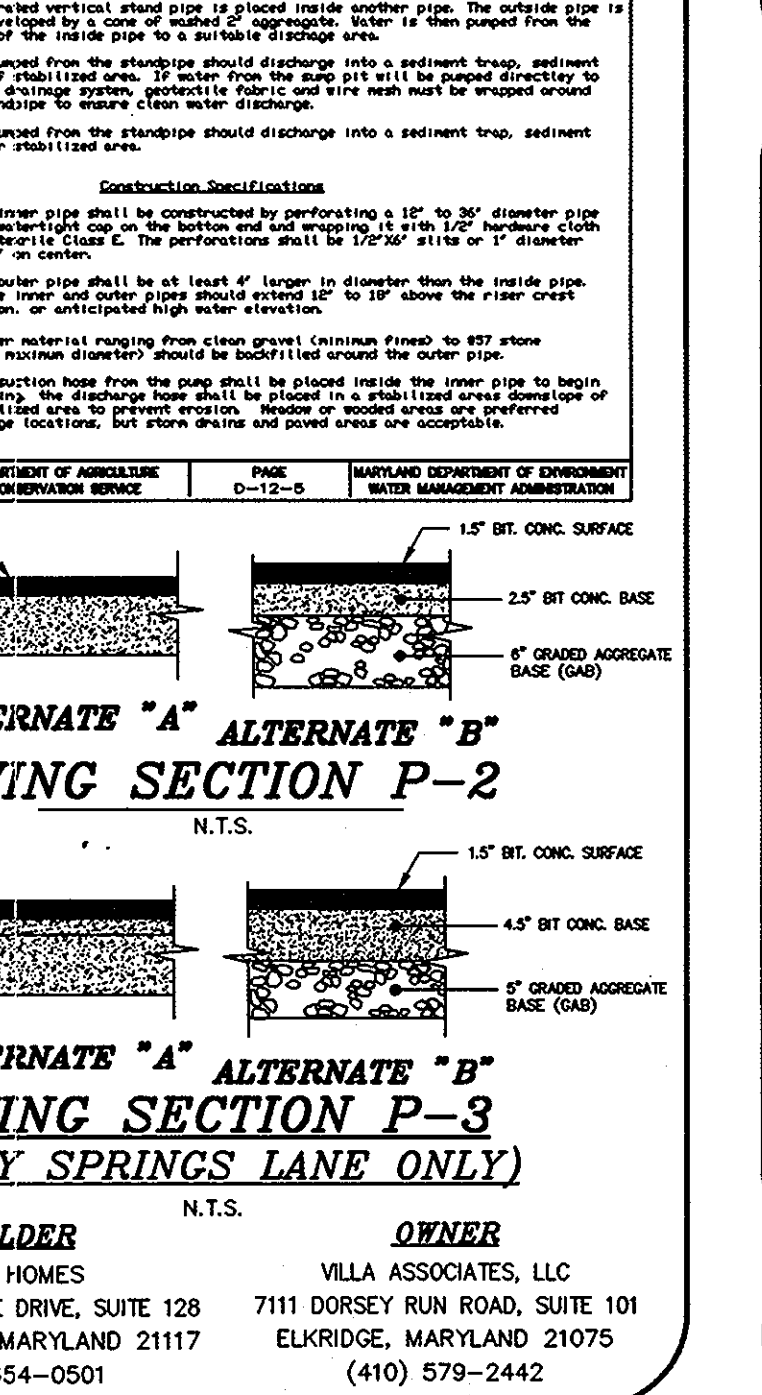 rated vertical stand pipe is placed inside another pipe. The outside pipe is
veloped by a cone of washed 2" aggreagate. Water is then pumped from the
of the inside pipe to a suitable dischage area.
umped from the standpipe should discharge into a sediment traap, sediment
stabilized area. If water from the sump pit will be pumped directley to
drainage system, geotextile fabric and wire mesh must be wrapped around
ndpipe to ensure clean water discharge.
umped from the standpipe should discharge into a sediment trap, sediment
r stabilized area.
Construction Specifications
inner pipe shall be constructed by perforating a 12" to 36" diameter pipe
watertight cap on the bottom end and wrapping it with 1/2" hardware cloth
textile Class E. The perforations shall be 1/2"X6" slits or 1" diameter
on center.
outer pipe shall be at least 4" larger in diameter than the inside pipe.
e inner and outer pipes should extend 12" to 18" above the riser crest
on. or anticipated high water elevation.
er material ranging from clean gravel (minimum fines) to #57 stone
maximum diameter) should be backfilled around the outer pipe.
suction hose from the pump shall be placed inside the inner pipe to begin
ing, the discharge hose shall be placed in a stabilized areas downslope of
lized area to prevent erosion. Meadow or wooded areas are preferred
ge locations, but storm drains and paved areas are acceptable.
ARTMENT OF AGRICULTURE PAGE MARYLAND DEPARTMENT OF ENVIRONMENT
ONSERVATION SERVICE D-12-5 WATER MANAGEMENT ADMINISTRATION
1.5" BIT. CONC. SURFACE
2.5" BIT CONC. BASE
6" GRADED AGGREGATE
BASE (GAB)
ERNATE "A" ALTERNATE "B"
ING SECTION P-2
N.T.S.
1.5" BIT. CONC. SURFACE
4.5" BIT CONC. BASE
5" GRADED AGGREGATE
BASE (GAB)
ERNATE "A" ALTERNATE "B"
ING SECTION P-3
Y SPRINGS LANE ONLY)
N.T.S.
LDER OWNER
HOMES VILLA ASSOCIATES, LLC
E DRIVE, SUITE 128 7111 DORSEY RUN ROAD, SUITE 101
MARYLAND 21117 ELKRIDGE, MARYLAND 21075
54-0501 (410) 579-2442